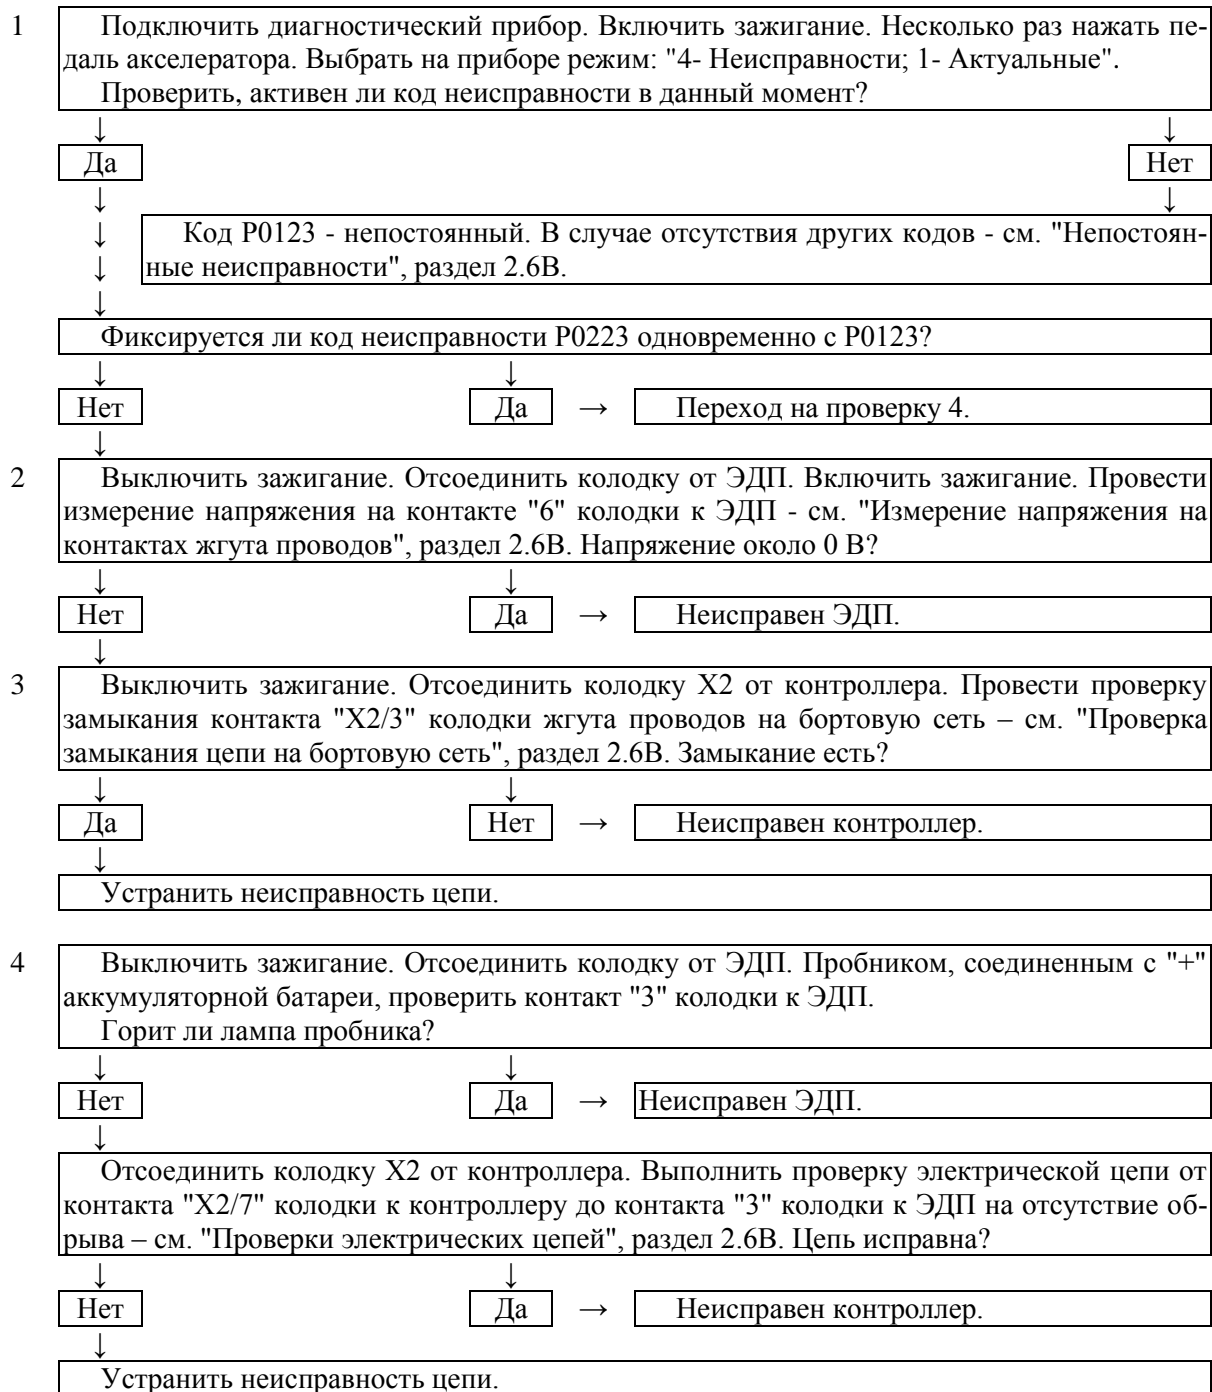 1 Подключить диагностический прибор. Включить зажигание. Несколько раз нажать пе-
даль акселератора. Выбрать на приборе режим: "4- Неисправности; 1- Актуальные".
Проверить, активен ли код неисправности в данный момент?
↓ ↓
Да Нет
↓ ↓
↓ Код Р0123 - непостоянный. В случае отсутствия других кодов - см. "Непостоян-
↓ ные неисправности", раздел 2.6В.
↓
Фиксируется ли код неисправности Р0223 одновременно с Р0123?
↓ ↓
Нет Да → Переход на проверку 4.
↓
2 Выключить зажигание. Отсоединить колодку от ЭДП. Включить зажигание. Провести
измерение напряжения на контакте "6" колодки к ЭДП - см. "Измерение напряжения на
контактах жгута проводов", раздел 2.6В. Напряжение около 0 В?
↓ ↓
Нет Да → Неисправен ЭДП.
↓
3 Выключить зажигание. Отсоединить колодку Х2 от контроллера. Провести проверку
замыкания контакта "Х2/3" колодки жгута проводов на бортовую сеть – см. "Проверка
замыкания цепи на бортовую сеть", раздел 2.6В. Замыкание есть?
↓ ↓
Да Нет → Неисправен контроллер.
↓
Устранить неисправность цепи.
4 Выключить зажигание. Отсоединить колодку от ЭДП. Пробником, соединенным с "+"
аккумуляторной батареи, проверить контакт "3" колодки к ЭДП.
Горит ли лампа пробника?
↓ ↓
Нет Да → Неисправен ЭДП.
↓
Отсоединить колодку Х2 от контроллера. Выполнить проверку электрической цепи от
контакта "Х2/7" колодки к контроллеру до контакта "3" колодки к ЭДП на отсутствие об-
рыва – см. "Проверки электрических цепей", раздел 2.6В. Цепь исправна?
↓ ↓
Нет Да → Неисправен контроллер.
↓
Устранить неисправность цепи.